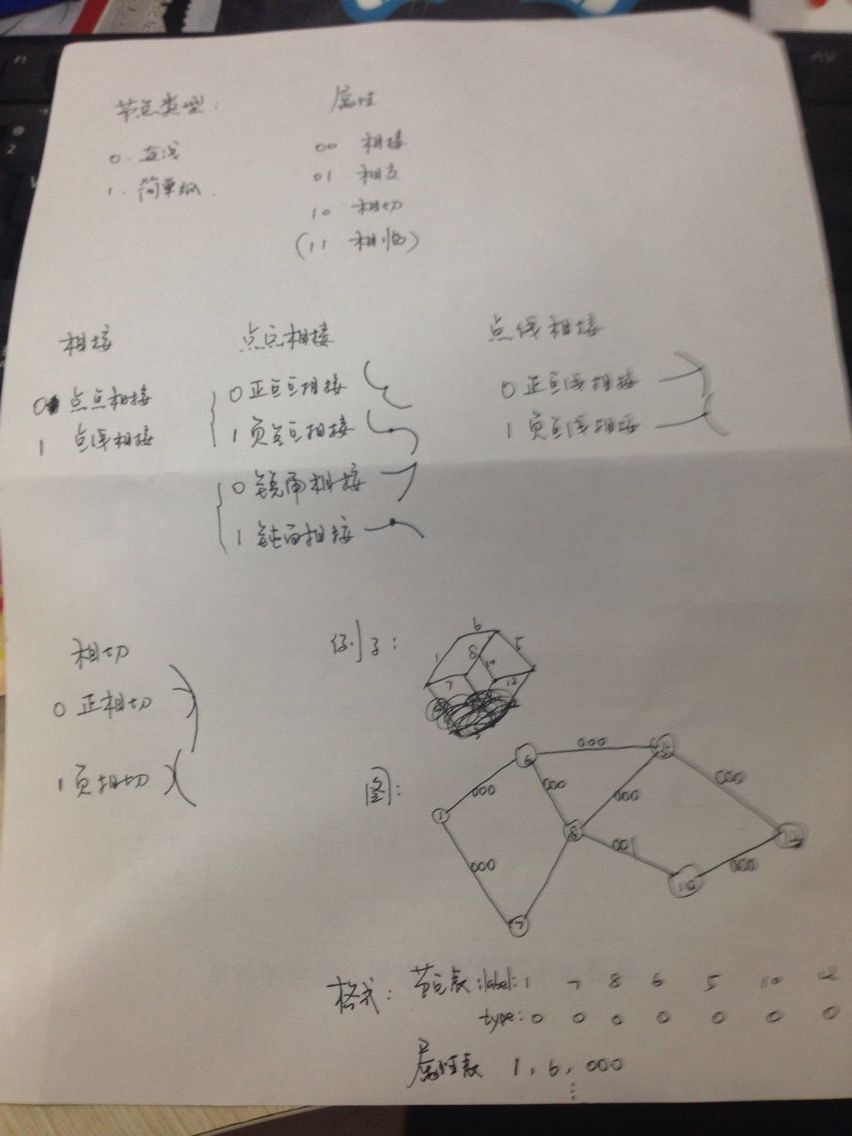 节点类型： 属性
0. 直线 00 相接
1. 简单弧. 01 相交
10 相切
(11 相临)
相接 点点相接 点线相接
0 点点相接 0 正点点相接 0 正点线相接
1 点线相接 1 负点点相接 1 负点线相接
0 锐角相接
1 钝角相接
相切 例子：
0 正相切
1 负相切
6
1 8 5
7 10 12
图：
6 000 5
000 000 000 000
1 8
000 001 12
10 000
7
格式： 节点表：label：1 7 8 6 5 10 12
type：0 0 0 0 0 0 0
属性表 1, 6, 000
⋮